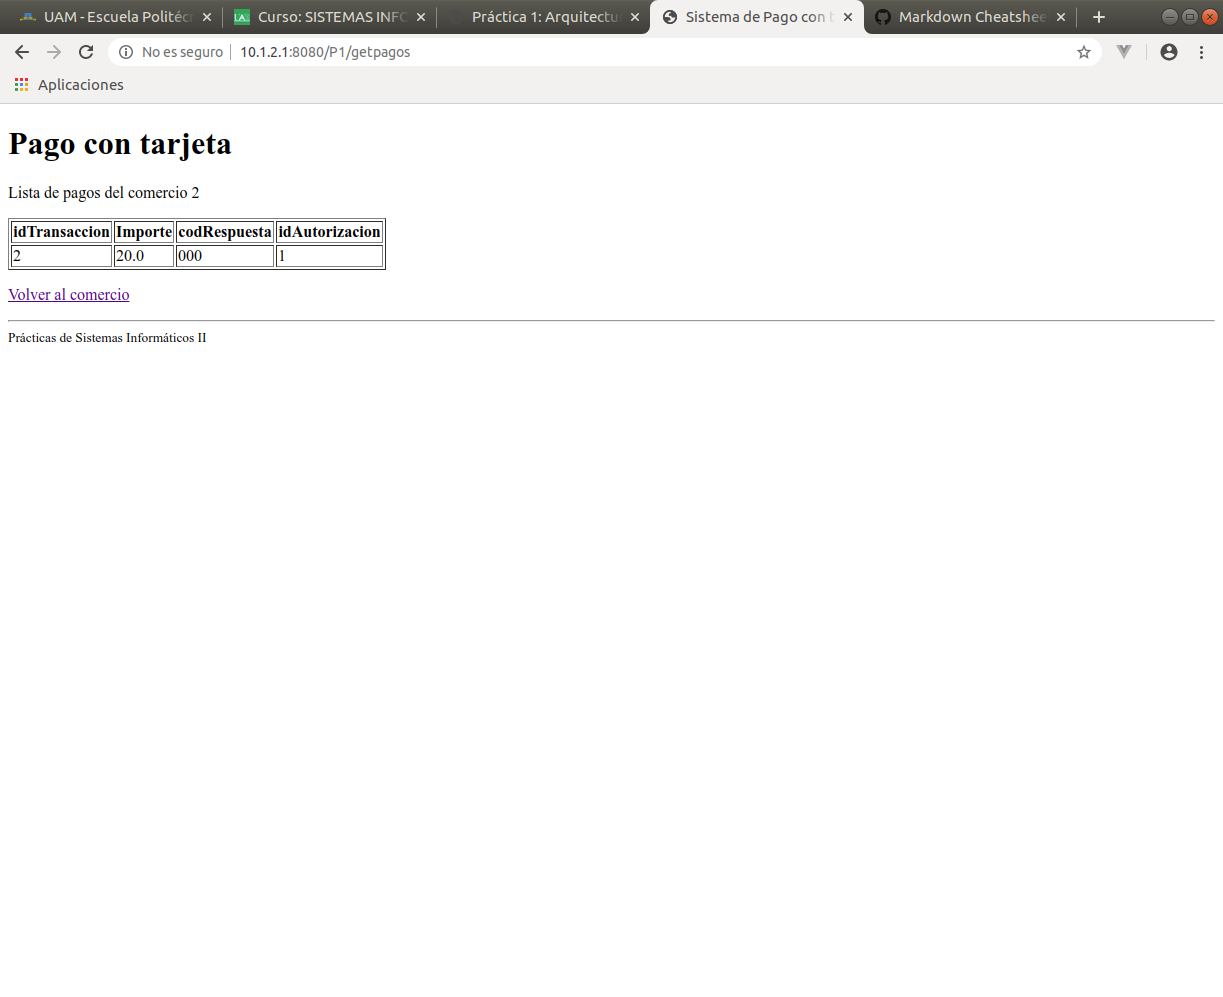 UAM - Escuela Politéc
Curso: SISTEMAS INFO
Práctica 1: Arquitectu
Sistema de Pago con t
Markdown Cheatshee
No es seguro
10.1.2.1:8080/P1/getpagos
Aplicaciones
Pago con tarjeta
Lista de pagos del comercio 2
idTransaccion Importe codRespuesta idAutorizacion
2 20.0 000 1
Volver al comercio
Prácticas de Sistemas Informáticos II